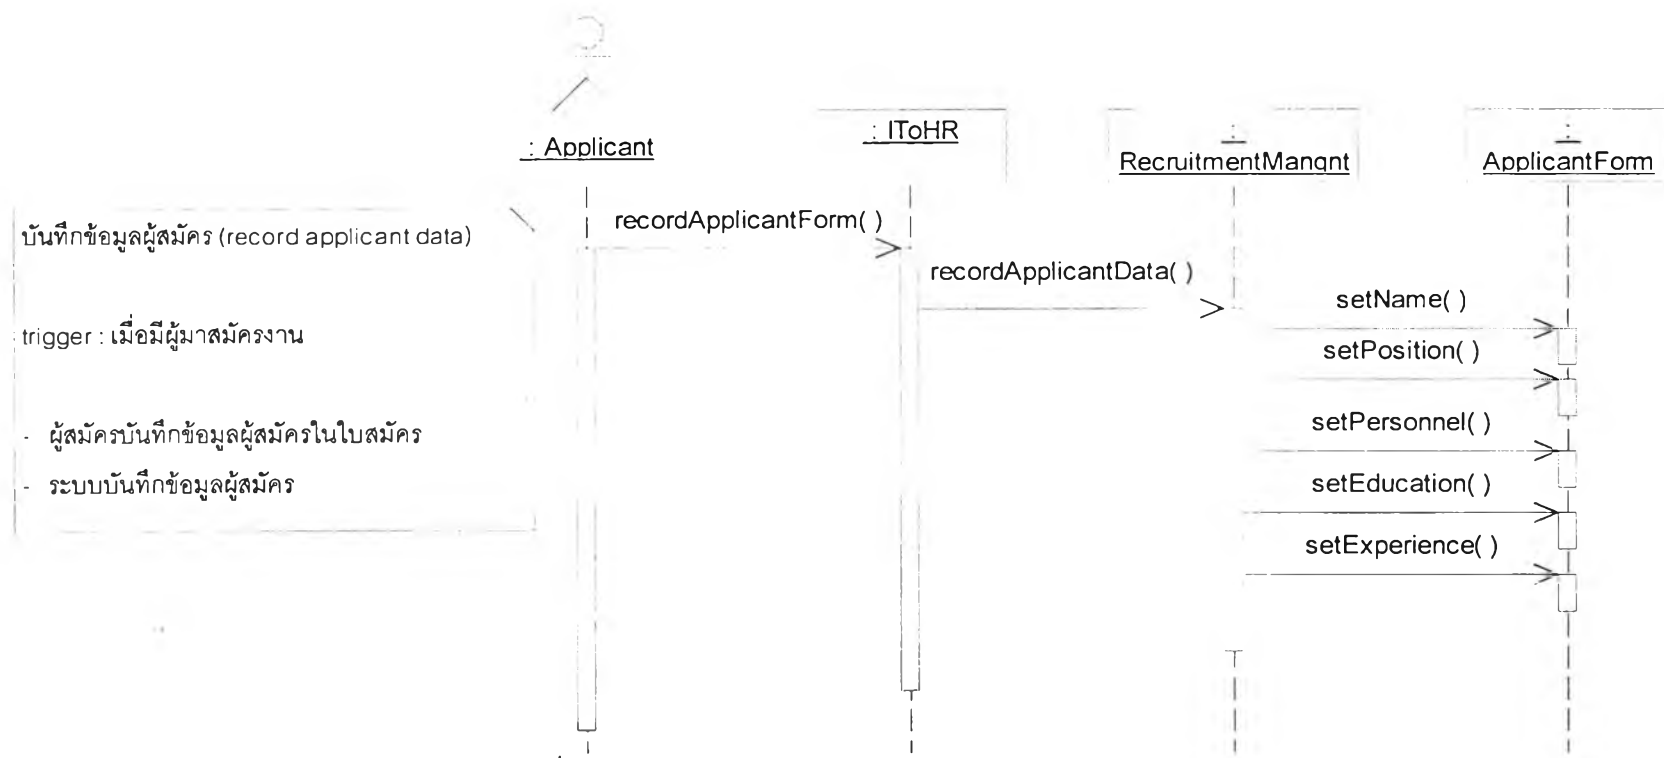 : Applicant
: IToHR
:
RecruitmentMangnt
:
ApplicantForm
บันทึกข้อมูลผู้สมัคร (record applicant data)
trigger : เมื่อมีผู้มาสมัครงาน
- ผู้สมัครบันทึกข้อมูลผู้สมัครในใบสมัคร
- ระบบบันทึกข้อมูลผู้สมัคร
recordApplicantForm( )
recordApplicantData( )
setName( )
setPosition( )
setPersonnel( )
setEducation( )
setExperience( )